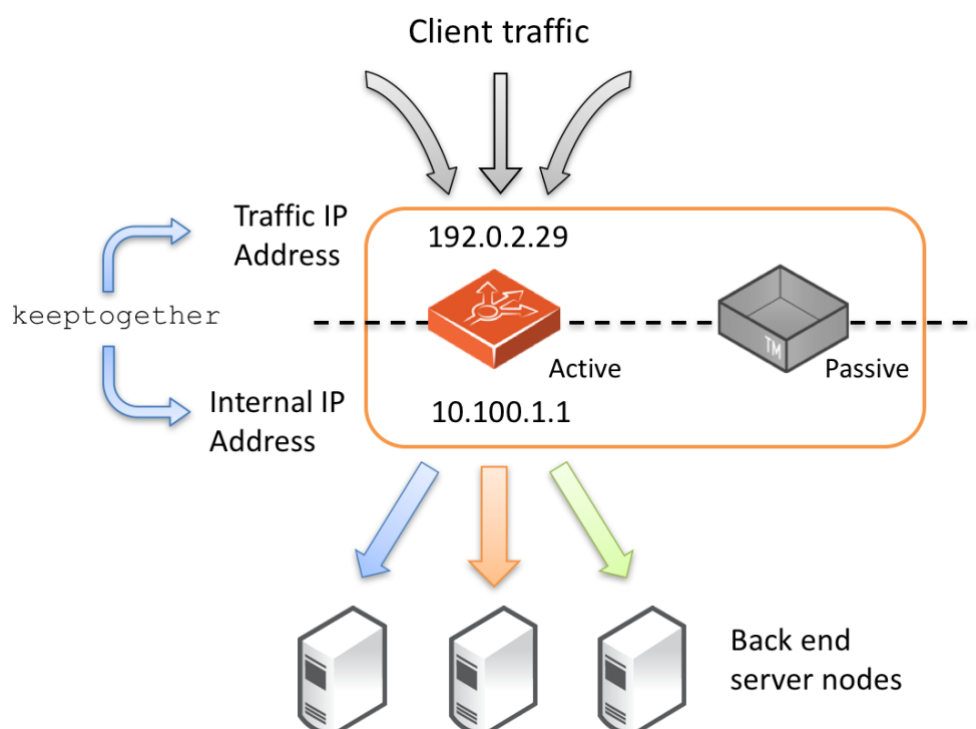 Client traffic
Traffic IP
Address
192.0.2.29
keeptogether
TM
Active
Passive
Internal IP
Address
10.100.1.1
Back end
server nodes